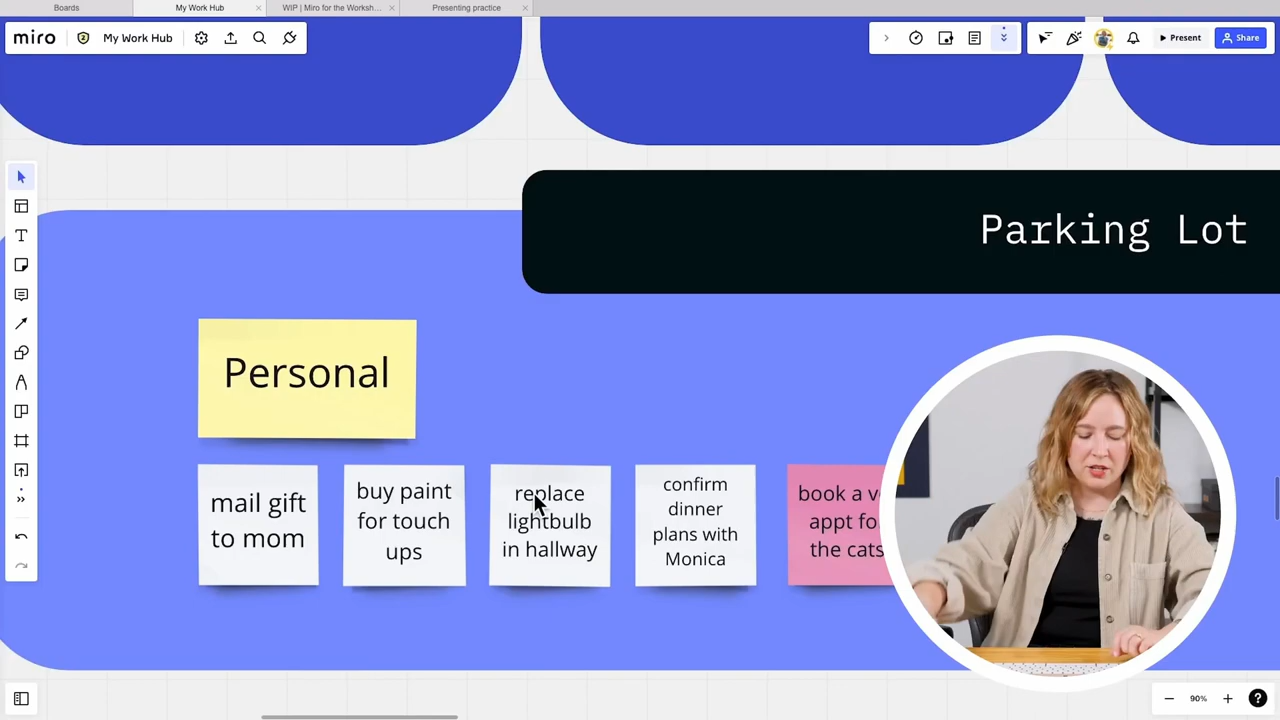 Boards
My Work Hub
WIP | Miro for the Worksh...
Presenting practice
miro
My Work Hub
Present
Share
Parking Lot
Personal
mail gift
to mom
buy paint
for touch
ups
replace
lightbulb
in hallway
confirm
dinner
plans with
Monica
book a
appt
the cats
90%